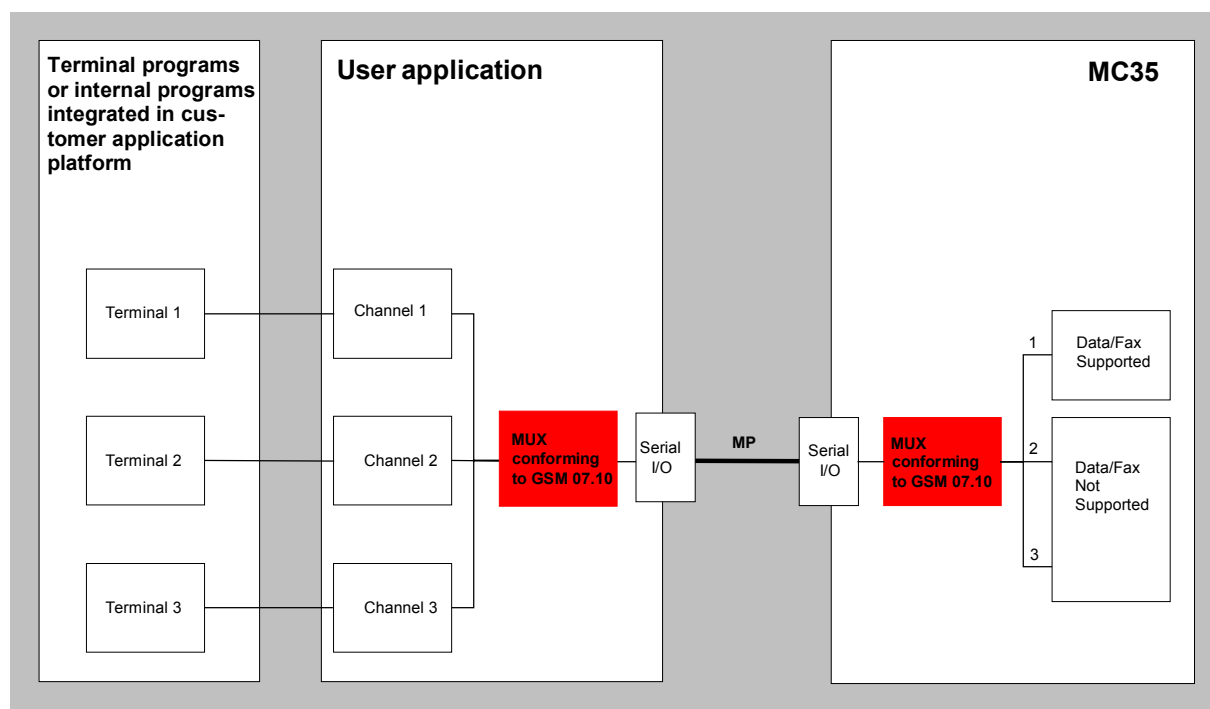 Terminal programs
or internal programs
integrated in cus-
tomer application
platform
User application
MC35
Terminal 1
Channel 1
1
Data/Fax
Supported
Terminal 2
Channel 2
MUX
conforming
to GSM 07.10
Serial
I/O
MP
Serial
I/O
MUX
conforming
to GSM 07.10
2
Data/Fax
Not
Supported
3
Terminal 3
Channel 3